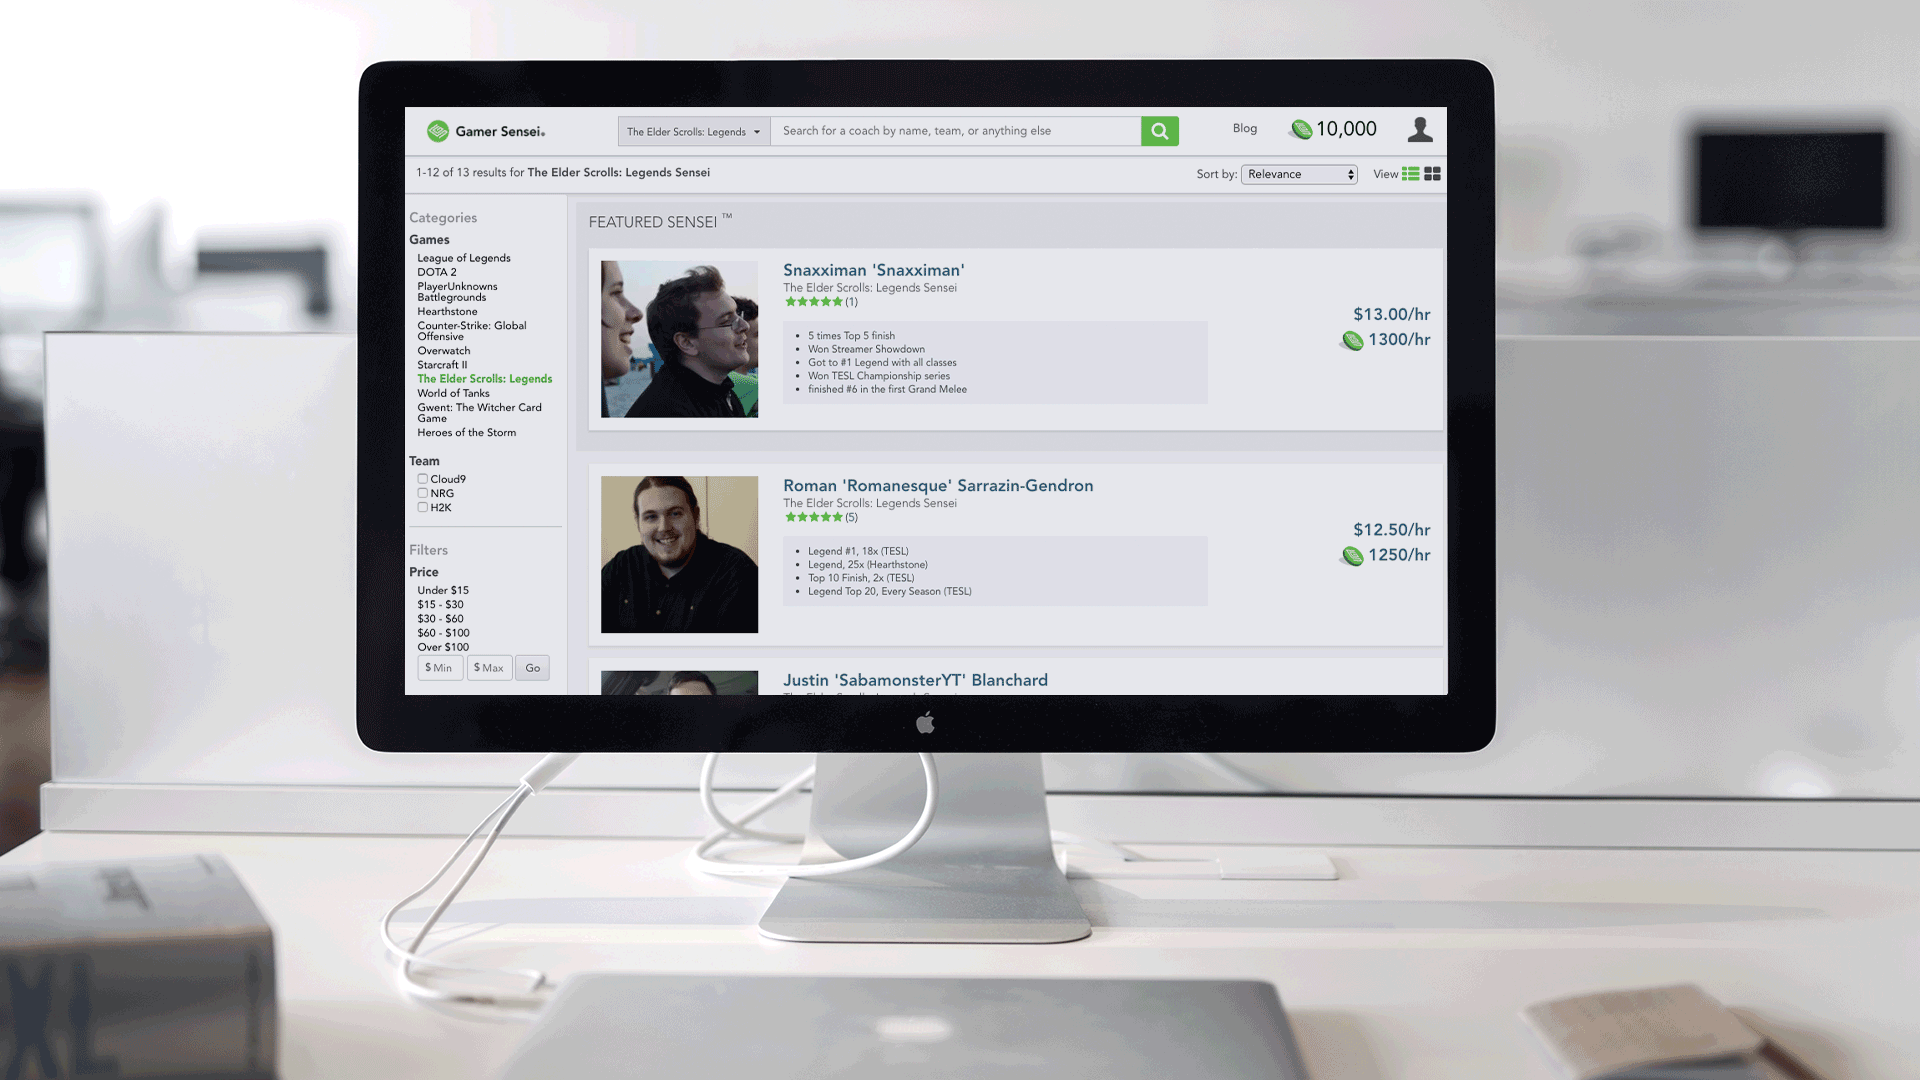 Gamer Sensei
The Elder Scrolls: Legends
Search for a coach by name, team, or anything else
Blog
10,000
1-12 of 13 results for The Elder Scrolls: Legends Sensei
Sort by: Relevance
View
Categories
Games
League of Legends
DOTA 2
PlayerUnknowns
Battlegrounds
Hearthstone
Counter-Strike: Global
Offensive
Overwatch
Starcraft II
The Elder Scrolls: Legends
World of Tanks
Gwent: The Witcher Card
Game
Heroes of the Storm
Team
Cloud9
NRG
H2K
Filters
Price
Under $15
$15 - $30
$30 - $60
$60 - $100
Over $100
$ Min $ Max Go
FEATURED SENSEI ™
Snaxximan 'Snaxximan'
The Elder Scrolls: Legends Sensei
(1)
• 5 times Top 5 finish
• Won Streamer Showdown
• Got to #1 Legend with all classes
• Won TESL Championship series
• finished #6 in the first Grand Melee
$13.00/hr
1300/hr
Roman 'Romanesque' Sarrazin-Gendron
The Elder Scrolls: Legends Sensei
(5)
• Legend #1, 18x (TESL)
• Legend, 25x (Hearthstone)
• Top 10 Finish, 2x (TESL)
• Legend Top 20, Every Season (TESL)
$12.50/hr
1250/hr
Justin 'SabamonsterYT' Blanchard
XL